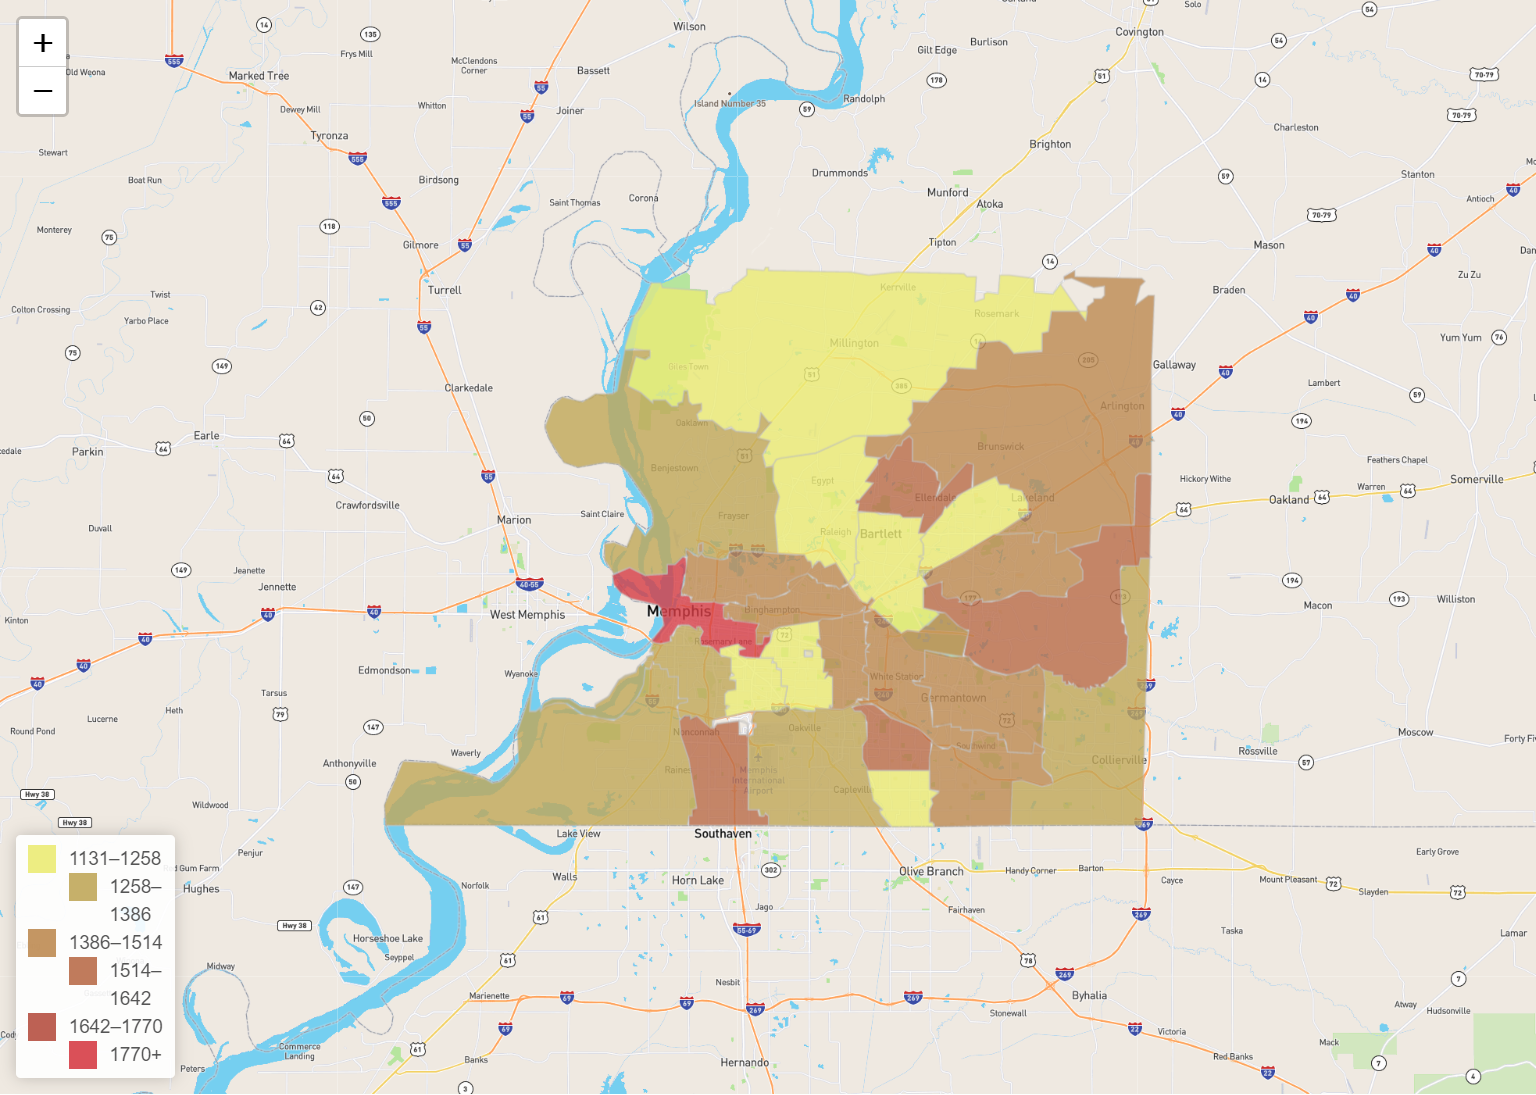 +
−
Wilson
Solo
Covington
Gilt Edge
Burlison
Frys Mill
McClendons
Corner
Bassett
Old Weona
Marked Tree
Dewey Mill
Whitton
Joiner
Island Number 35
Randolph
Charleston
Tyronza
Stewart
Brighton
Boat Run
Birdsong
Drummonds
Stanton
Corona
Saint Thomas
Munford
Atoka
Antioch
Monterey
Gilmore
Tipton
Mason
Turrell
Kerrville
Braden
Zu Zu
Twist
Colton Crossing
Yarbo Place
Rosemark
Millington
Yum Yum
Gallaway
Lambert
Clarkedale
Arlington
Oaklawn
Earle
Parkin
Brunswick
Benjestown
Feathers Chapel
Egypt
Hickory Withe
Somerville
Warren
Ellendale
Lakeland
Oakland
Crawfordsville
Saint Claire
Marion
Frayser
Duvall
Raleigh
Bartlett
Jeanette
Jennette
Williston
Macon
West Memphis
Memphis
Binghampton
Kinton
Rosemary Lane
Edmondson
Wyanoke
White Station
Tarsus
Germantown
Heth
Lucerne
Round Pond
Nonconnah
Oakville
Moscow
Southwind
Rossville
Waverly
Anthonyville
Collierville
Raines
Memphis
International
Airport
Capleville
Wildwood
Lake View
Southaven
Penjur
Early Grove
Red Gum Farm
Hughes
Walls
Horn Lake
Olive Branch
Handy Corner
Barton
Cayce
Mount Pleasant
Slayden
Norfolk
Jago
Fairhaven
Taska
Lamar
Horseshoe Lake
Seyppel
Midway
Nesbit
Marienette
Byhalia
Atway
Hudsonville
Stonewall
Victoria
Mack
Commerce
Landing
Banks
Hernando
Red Banks
Peters
1131–1258
1258–
1386
1386–1514
1514–
1642
1642–1770
1770+